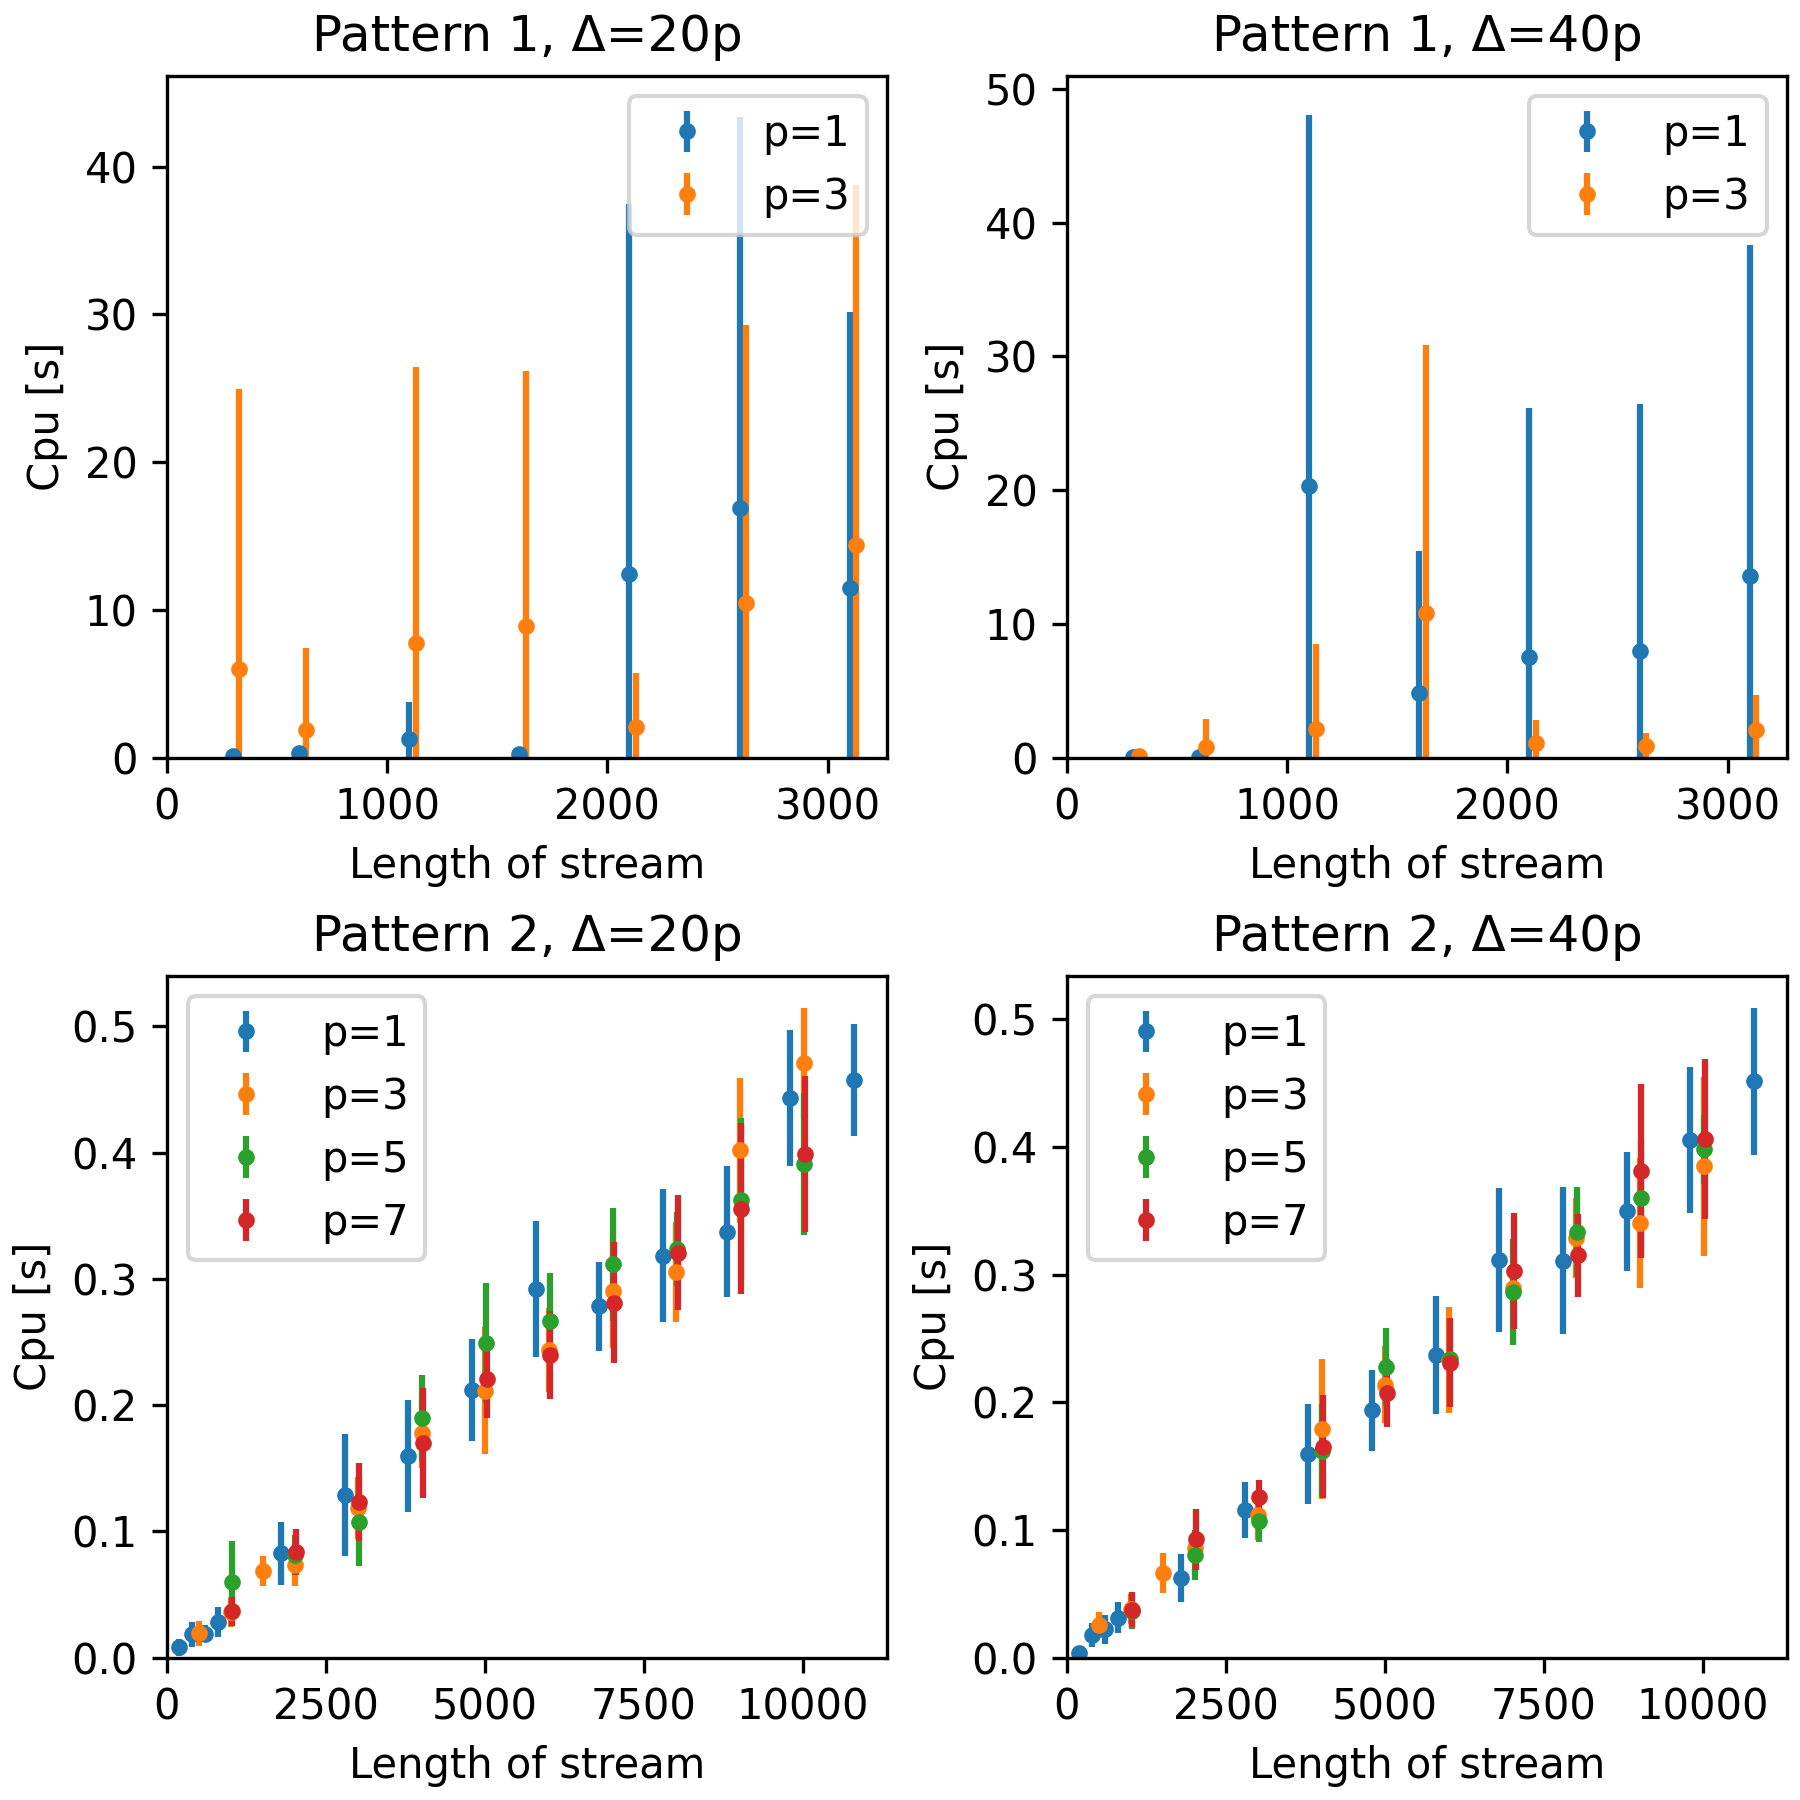 Pattern 1, Δ=20p
Cpu [s]
40
30
20
10
0
p=1
p=3
0 1000 2000 3000
Length of stream
Pattern 1, Δ=40p
Cpu [s]
50
40
30
20
10
0
p=1
p=3
0 1000 2000 3000
Length of stream
Pattern 2, Δ=20p
Cpu [s]
0.5
0.4
0.3
0.2
0.1
0.0
p=1
p=3
p=5
p=7
0 2500 5000 7500 10000
Length of stream
Pattern 2, Δ=40p
Cpu [s]
0.5
0.4
0.3
0.2
0.1
0.0
p=1
p=3
p=5
p=7
0 2500 5000 7500 10000
Length of stream